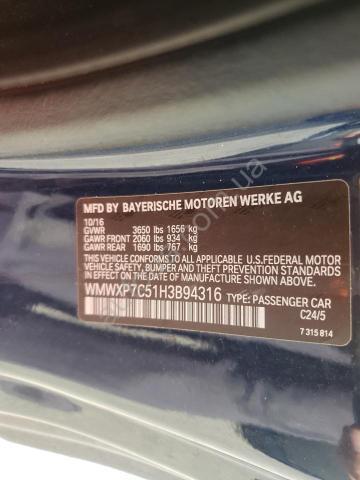 MFD BY BAYERISCHE MOTOREN WERKE AG
10/16
GVWR 3650 lbs 1656 kg
GAWR FRONT 2060 lbs 934 kg
GAWR REAR 1690 lbs 767 kg
THIS VEHICLE CONFORMS TO ALL APPLICABLE U.S. FEDERAL MOTOR
VEHICLE SAFETY, BUMPER, AND THEFT PREVENTION STANDARDS
IN EFFECT ON THE DATE OF MANUFACTURE SHOWN ABOVE.
WMWXP7C51H3B94316 TYPE: PASSENGER CAR
C24/5
7 315 814